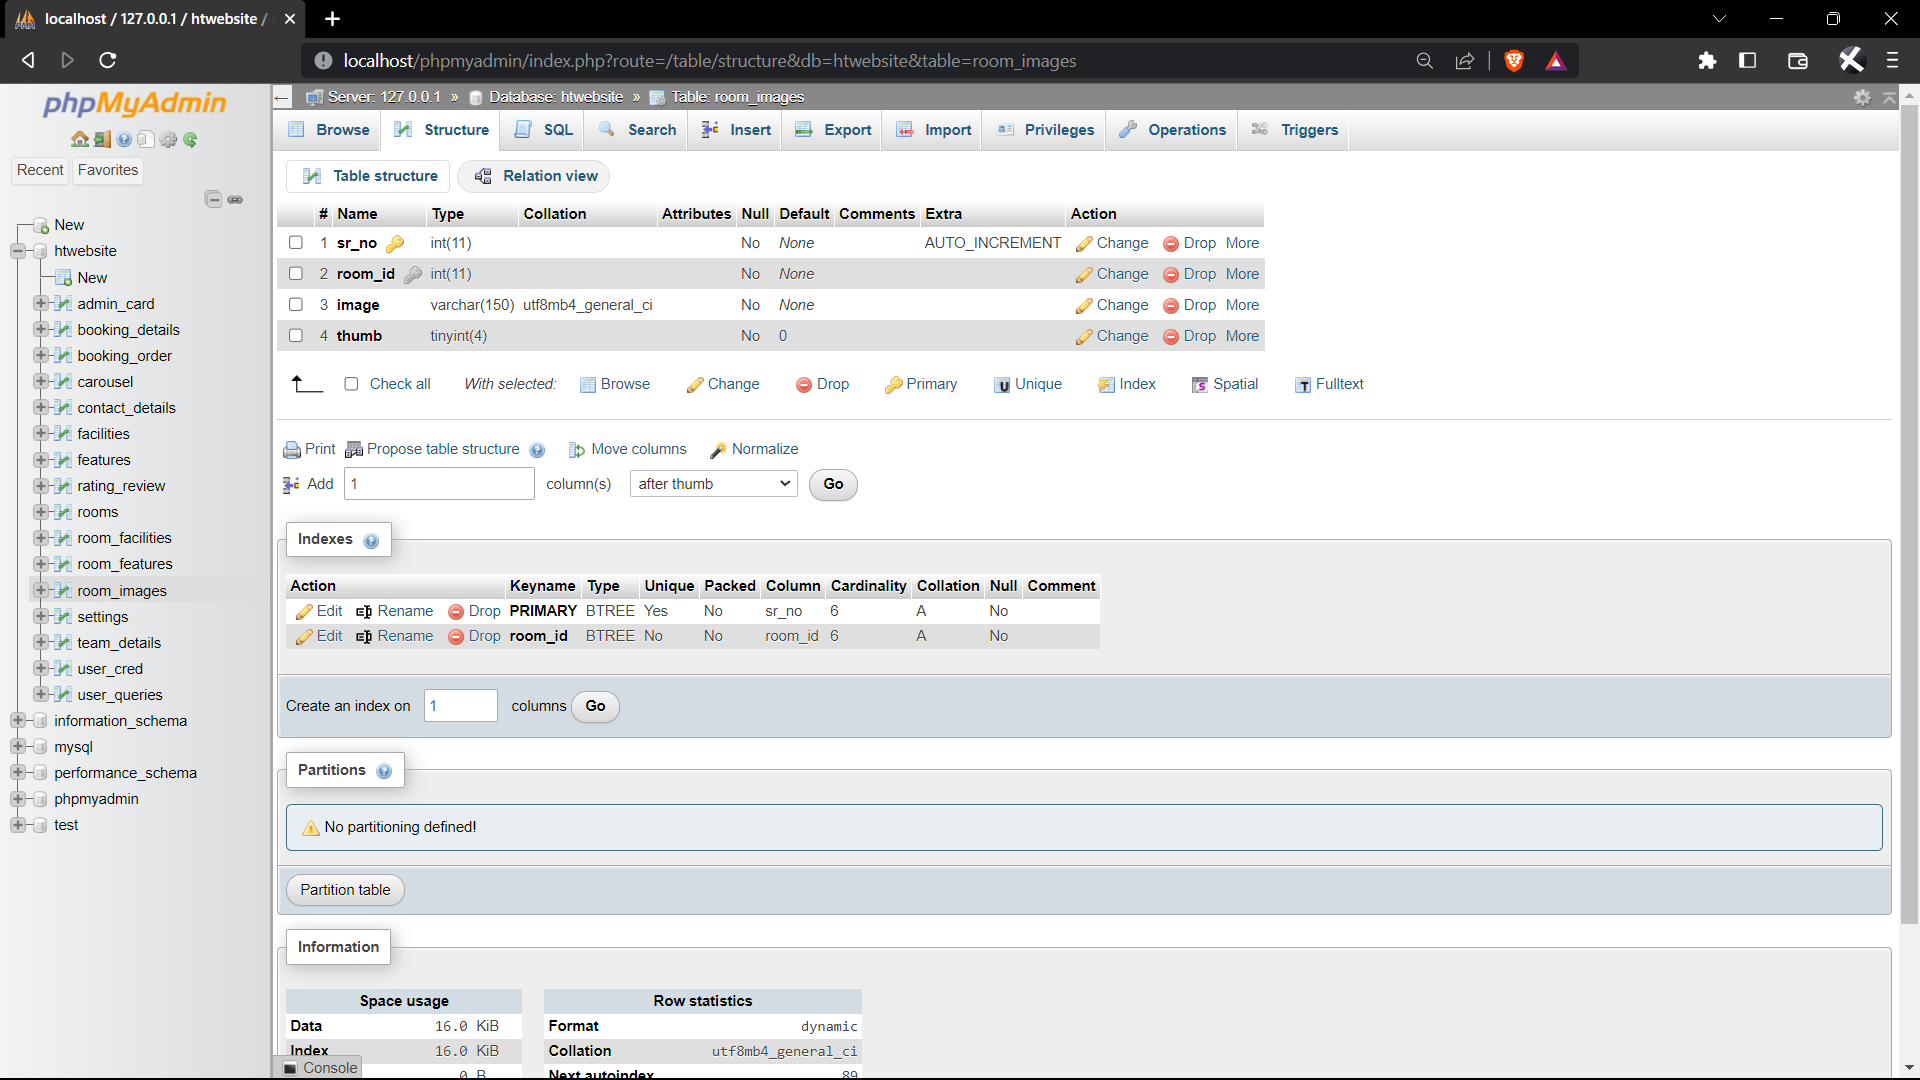 localhost / 127.0.0.1 / htwebsite /
localhost/phpmyadmin/index.php?route=/table/structure&db=htwebsite&table=room_images
phpMyAdmin
Recent Favorites
New
htwebsite
New
admin_card
booking_details
booking_order
carousel
contact_details
facilities
features
rating_review
rooms
room_facilities
room_features
room_images
settings
team_details
user_cred
user_queries
information_schema
mysql
performance_schema
phpmyadmin
test
Server: 127.0.0.1 » Database: htwebsite » Table: room_images
Browse Structure SQL Search Insert Export Import Privileges Operations Triggers
Table structure Relation view
# Name Type Collation Attributes Null Default Comments Extra Action
1 sr_no int(11) No None AUTO_INCREMENT Change Drop More
2 room_id int(11) No None Change Drop More
3 image varchar(150) utf8mb4_general_ci No None Change Drop More
4 thumb tinyint(4) No 0 Change Drop More
Check all With selected: Browse Change Drop Primary Unique Index Spatial Fulltext
Print Propose table structure Move columns Normalize
Add 1 column(s) after thumb Go
Indexes
Action Keyname Type Unique Packed Column Cardinality Collation Null Comment
Edit Rename Drop PRIMARY BTREE Yes No sr_no 6 A No
Edit Rename Drop room_id BTREE No No room_id 6 A No
Create an index on 1 columns Go
Partitions
No partitioning defined!
Partition table
Information
Space usage
Data 16.0 KiB
Index 16.0 KiB
0 B
Row statistics
Format dynamic
Collation utf8mb4_general_ci
Next autoindex 89
Console